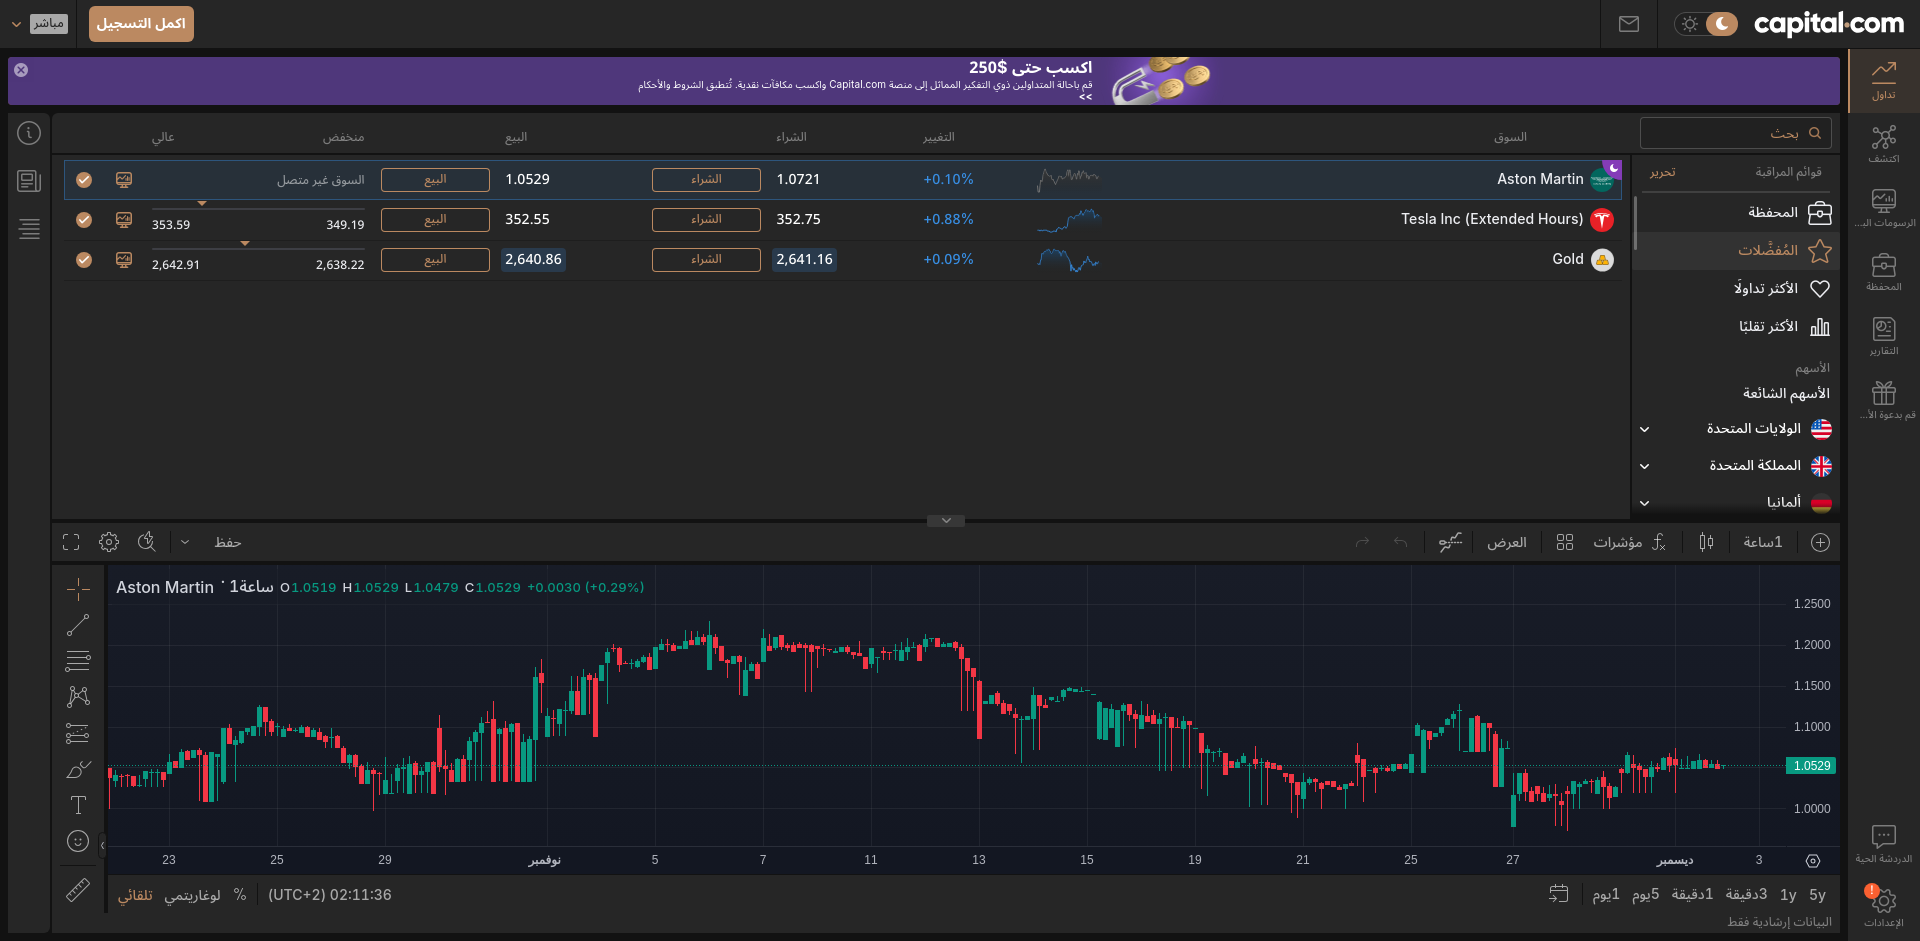 capital.com
اكمل التسجيل
مباشر
اكسب حتى $250
قم بإحالة المتداولين ذوي التفكير المماثل إلى منصة Capital.com واكسب مكافآت نقدية. تُتطبق الشروط والأحكام
>>
تداول
اكتشف
الرسومات الب...
المحفظة
التقارير
قم بدعوة الأ...
الدردشة الحية
!
الإعدادات
بحث
قوائم المراقبة
تحرير
المحفظة
المُفضَّلات
الأكثر تداولًا
الأكثر تقلبًا
الأسهم
الأسهم الشائعة
الولايات المتحدة
المملكة المتحدة
ألمانيا
السوق التغيير الشراء البيع منخفض عالي
Aston Martin +0.10% 1.0721 الشراء 1.0529 البيع السوق غير متصل
Tesla Inc (Extended Hours) +0.88% 352.75 الشراء 352.55 البيع 349.19 353.59
Gold +0.09% 2,641.16 الشراء 2,640.86 البيع 2,638.22 2,642.91
1ساعة
مؤشرات
العرض
حفظ
Aston Martin · 1ساعة O1.0519 H1.0529 L1.0479 C1.0529 +0.0030 (+0.29%)
1.2500
1.2000
1.1500
1.1000
1.0529
1.0000
23 25 29 نوفمبر 5 7 11 13 15 19 21 25 27 ديسمبر 3
5y 1y 3دقيقة 1دقيقة 5يوم 1يوم
02:11:36 (UTC+2)
% لوغاريتمي تلقائي
البيانات إرشادية فقط